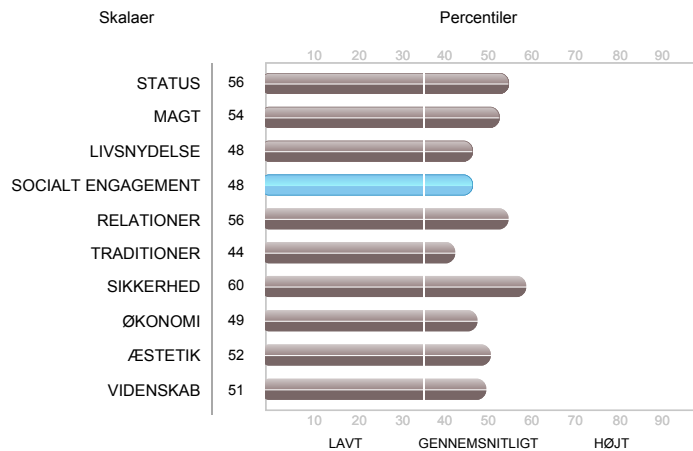 Skalaer Percentiler
10 20 30 40 50 60 70 80 90
STATUS 56
MAGT 54
LIVSNYDELSE 48
SOCIALT ENGAGEMENT 48
RELATIONER 56
TRADITIONER 44
SIKKERHED 60
ØKONOMI 49
ÆSTETIK 52
VIDENSKAB 51
10 20 30 40 50 60 70 80 90
LAVT GENNEMSNITLIGT HØJT